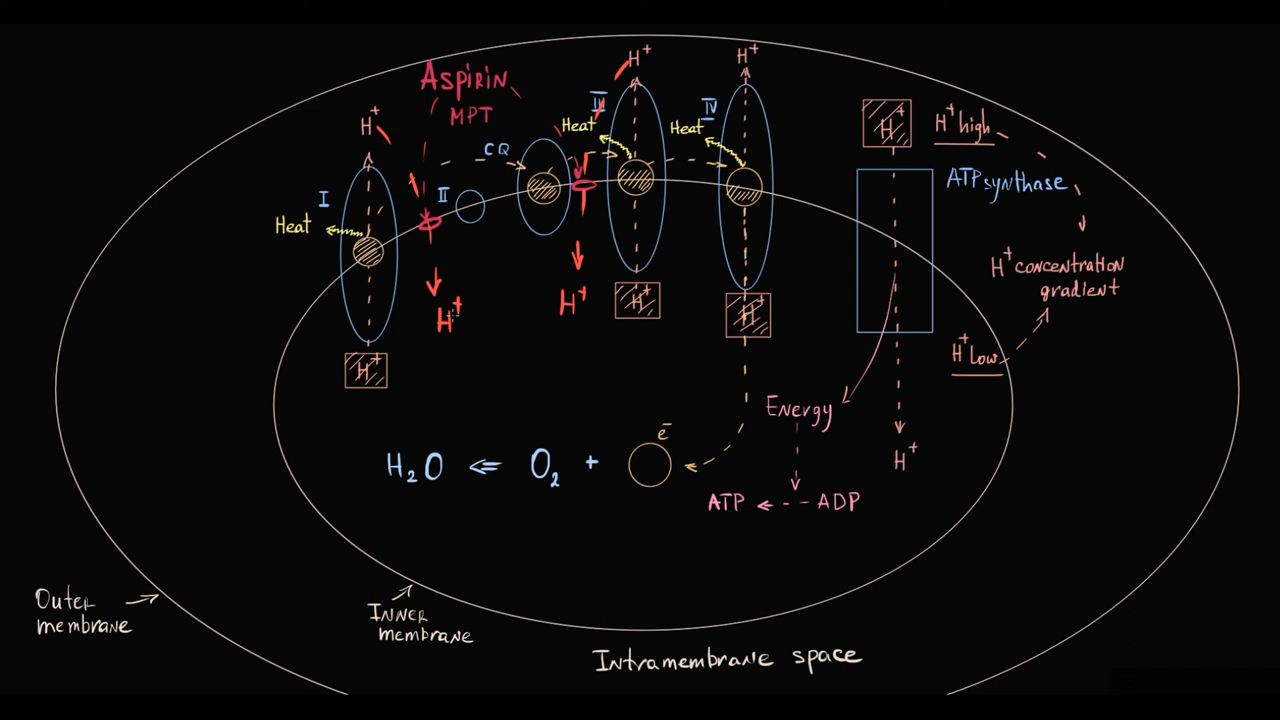 H+
H+
Aspirin
MPT
III
IV
H+
H+ high
Heat
Heat
H+
CQ
I
II
ATP synthase
Heat
H+ concentration
gradient
H+
H+
H+
H+
H+
H+ Low
Energy
e-
H2O ⇐ O2 +
H+
ATP ADP
Outer
membrane
Inner
membrane
Intramembrane space